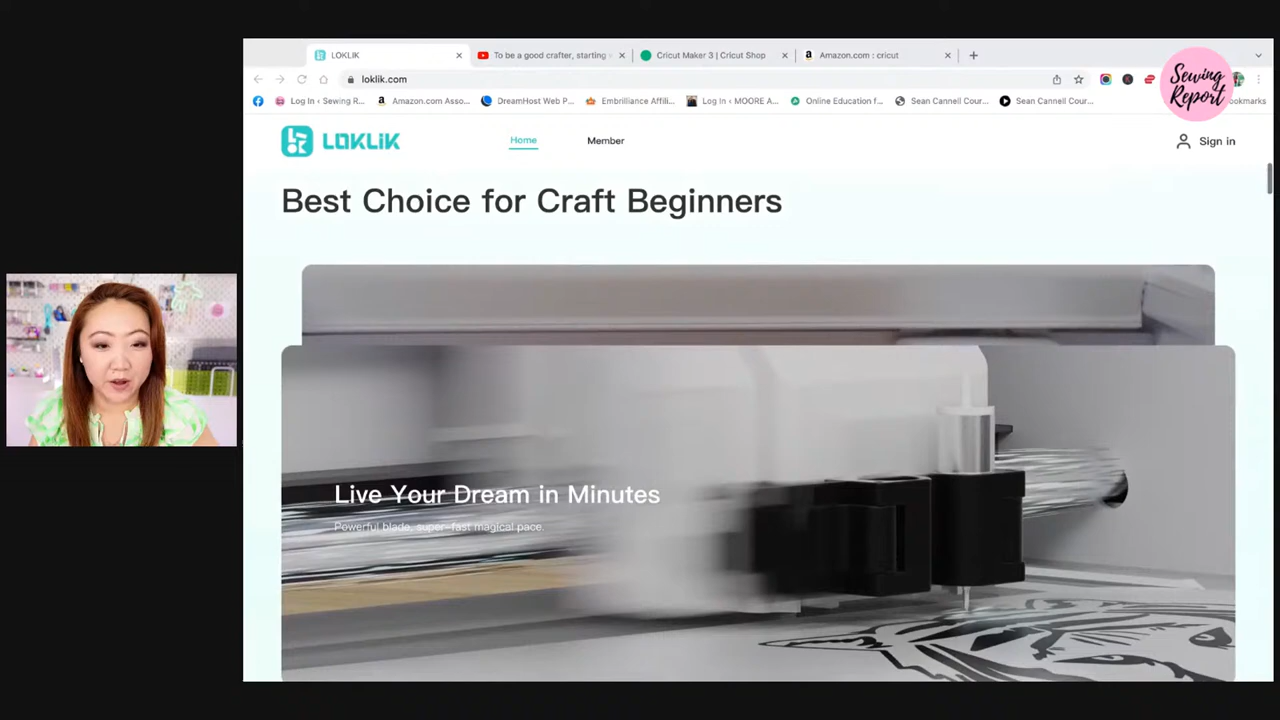 LOKLIK
To be a good crafter, starting
Cricut Maker 3 | Cricut Shop
Amazon.com : cricut
loklik.com
Log In ‹ Sewing R...
Amazon.com Asso...
DreamHost Web P...
Embrilliance Affili...
Log In ‹ MOORE A...
Online Education f...
Sean Cannell Cour...
Sean Cannell Cour...
okmarks
Sewing
Report
LOKLiK
Home
Member
Sign in
Best Choice for Craft Beginners
Live Your Dream in Minutes
Powerful blade, super-fast magical pace.